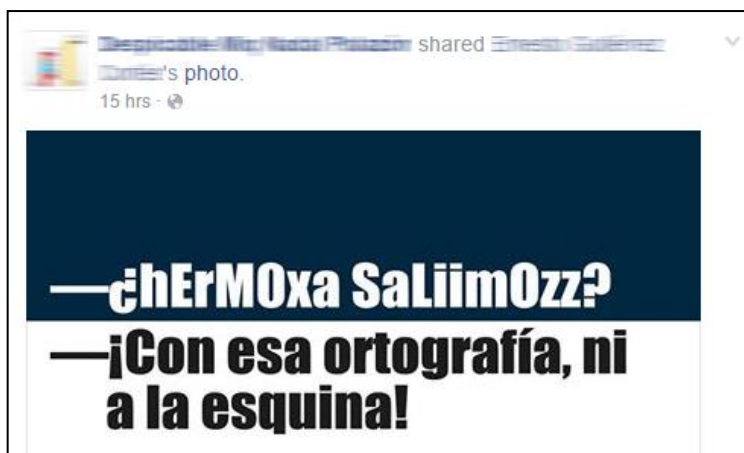 shared
's photo.
15 hrs ·
—¿hErMOxa SaLiimOzz?
—¡Con esa ortografía, ni
a la esquina!